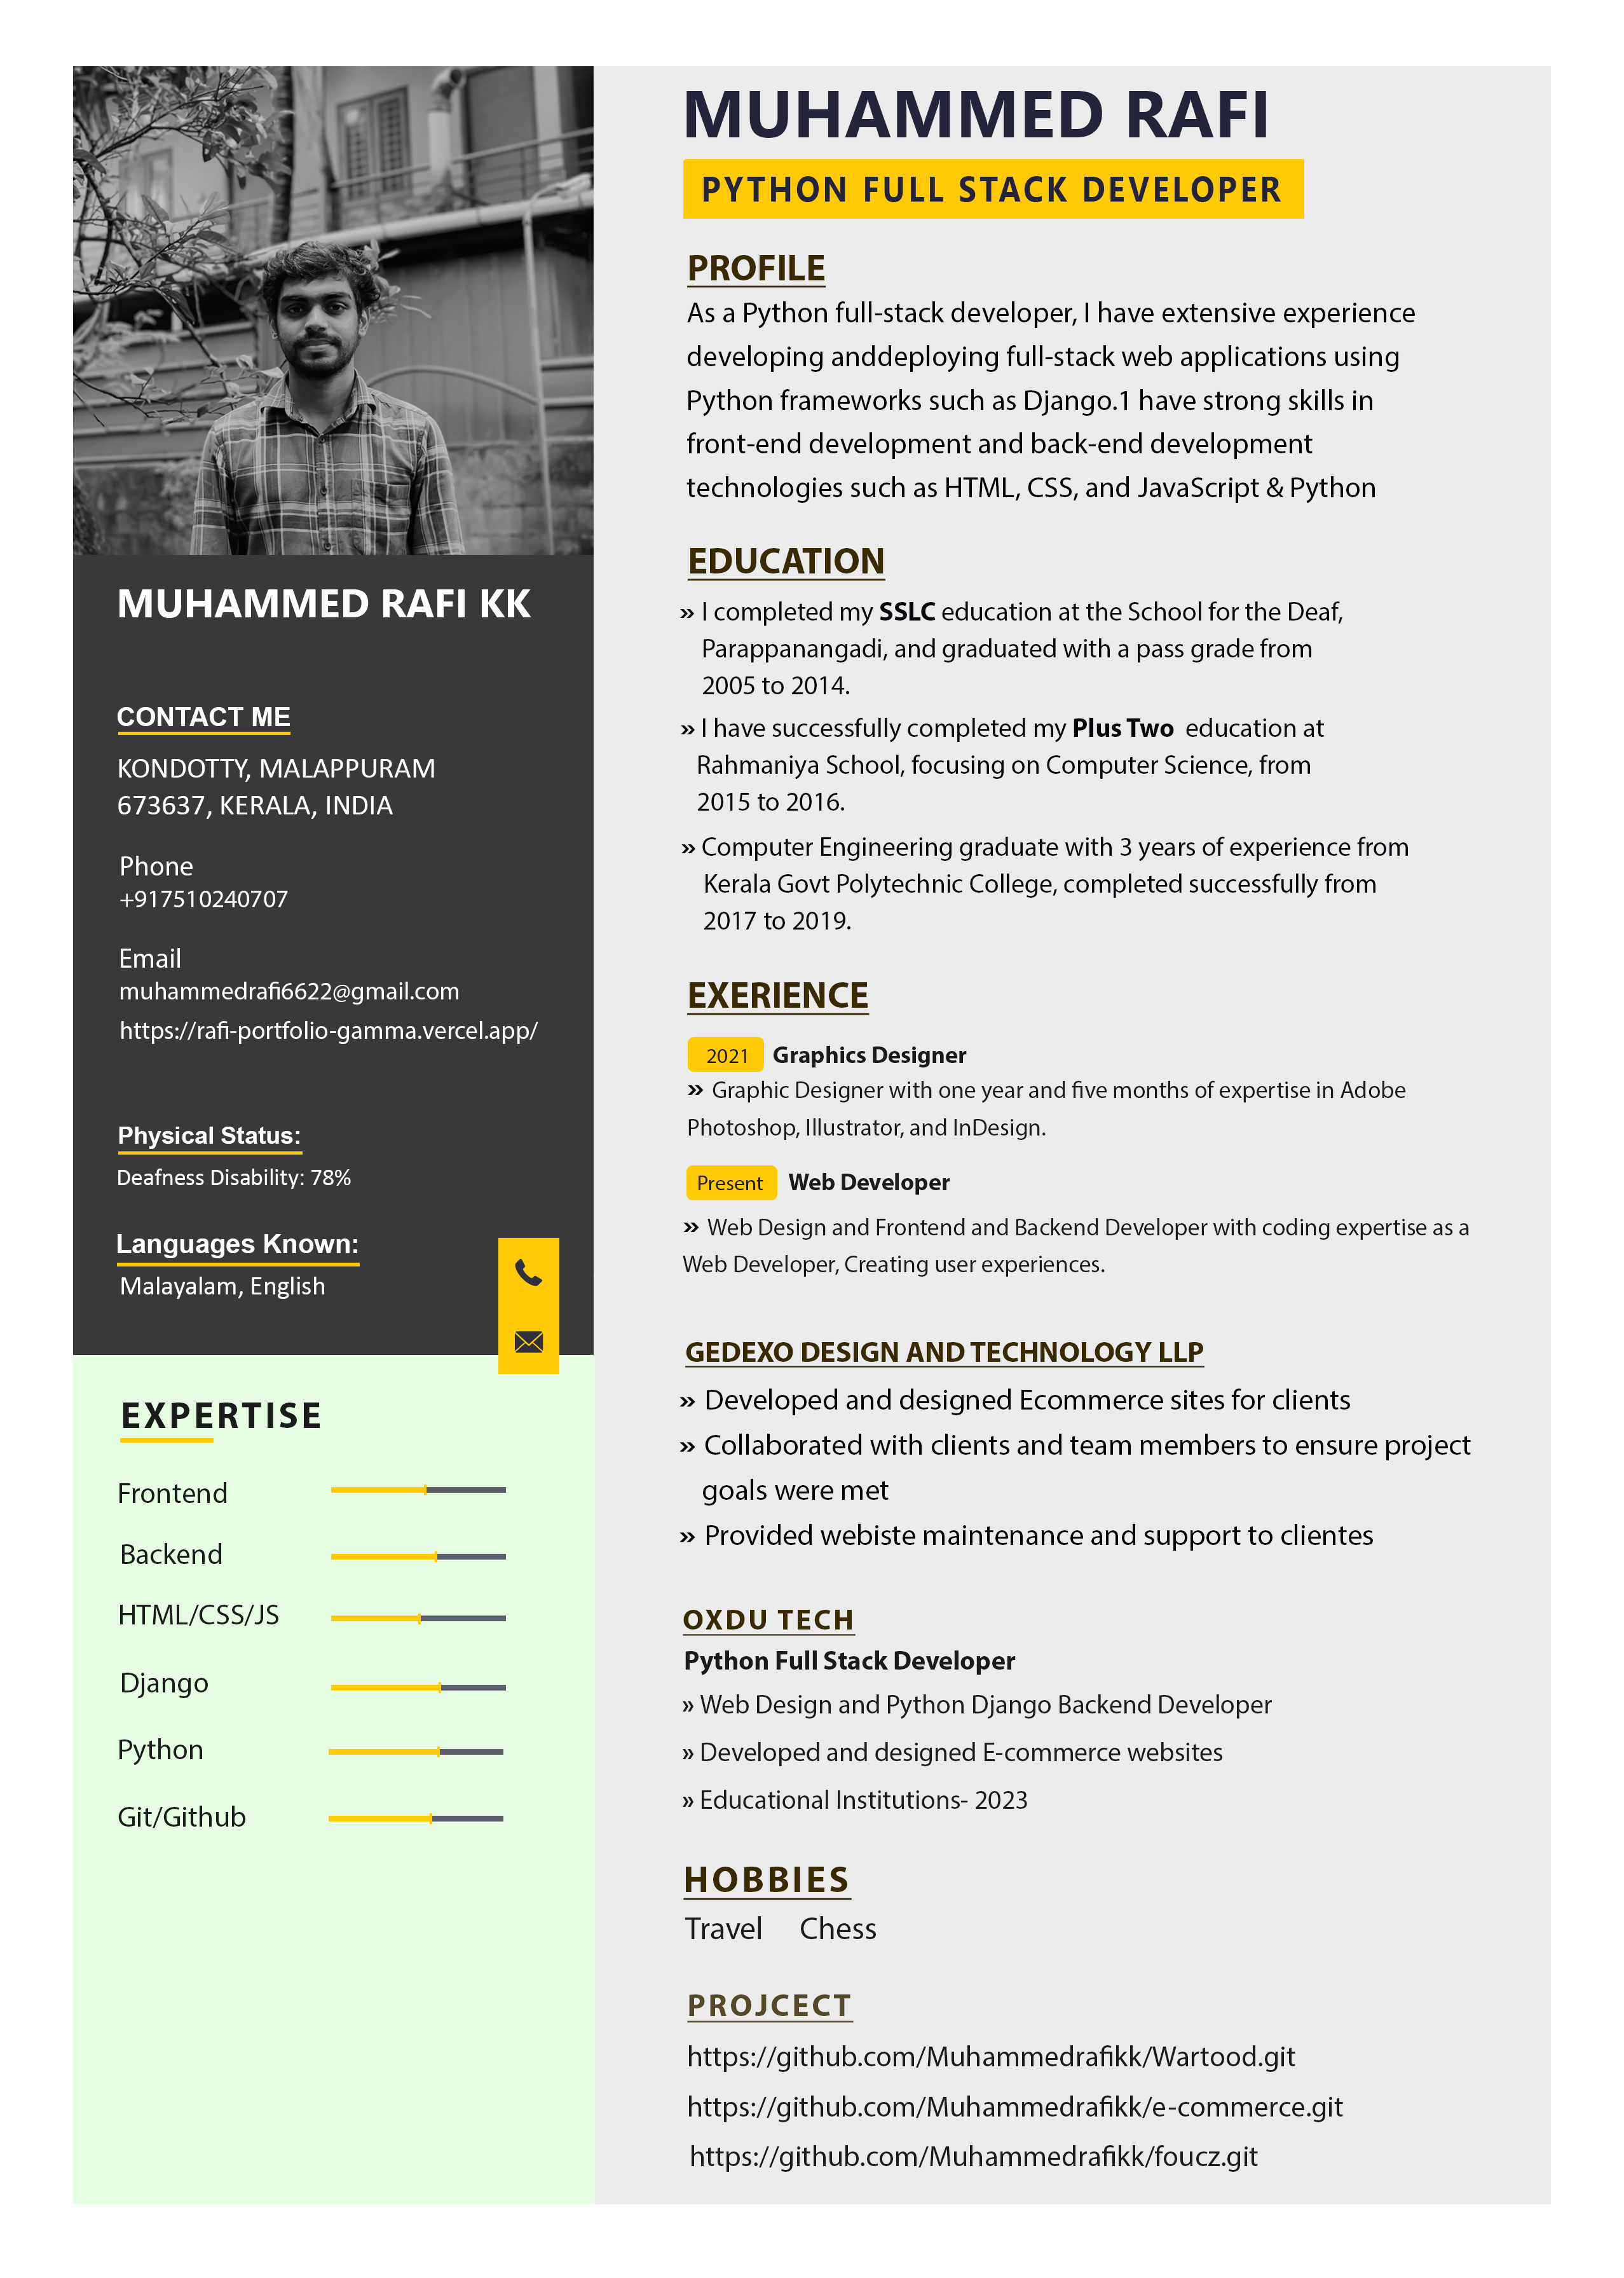 MUHAMMED RAFI KK
CONTACT ME
KONDOTTY, MALAPPURAM
673637, KERALA, INDIA
Phone
+917510240707
Email
muhammedrafi6622@gmail.com
https://rafi-portfolio-gamma.vercel.app/
Physical Status:
Deafness Disability: 78%
Languages Known:
Malayalam, English
EXPERTISE
Frontend
Backend
HTML/CSS/JS
Django
Python
Git/Github
MUHAMMED RAFI
PYTHON FULL STACK DEVELOPER
PROFILE
As a Python full-stack developer, I have extensive experience
developing anddeploying full-stack web applications using
Python frameworks such as Django.1 have strong skills in
front-end development and back-end development
technologies such as HTML, CSS, and JavaScript & Python
EDUCATION
» I completed my SSLC education at the School for the Deaf,
Parappanangadi, and graduated with a pass grade from
2005 to 2014.
» I have successfully completed my Plus Two education at
Rahmaniya School, focusing on Computer Science, from
2015 to 2016.
» Computer Engineering graduate with 3 years of experience from
Kerala Govt Polytechnic College, completed successfully from
2017 to 2019.
EXERIENCE
2021 Graphics Designer
» Graphic Designer with one year and five months of expertise in Adobe
Photoshop, Illustrator, and InDesign.
Present Web Developer
» Web Design and Frontend and Backend Developer with coding expertise as a
Web Developer, Creating user experiences.
GEDEXO DESIGN AND TECHNOLOGY LLP
» Developed and designed Ecommerce sites for clients
» Collaborated with clients and team members to ensure project
goals were met
» Provided webiste maintenance and support to clientes
OXDU TECH
Python Full Stack Developer
» Web Design and Python Django Backend Developer
» Developed and designed E-commerce websites
» Educational Institutions- 2023
HOBBIES
Travel Chess
PROJCECT
https://github.com/Muhammedrafikk/Wartood.git
https://github.com/Muhammedrafikk/e-commerce.git
https://github.com/Muhammedrafikk/foucz.git